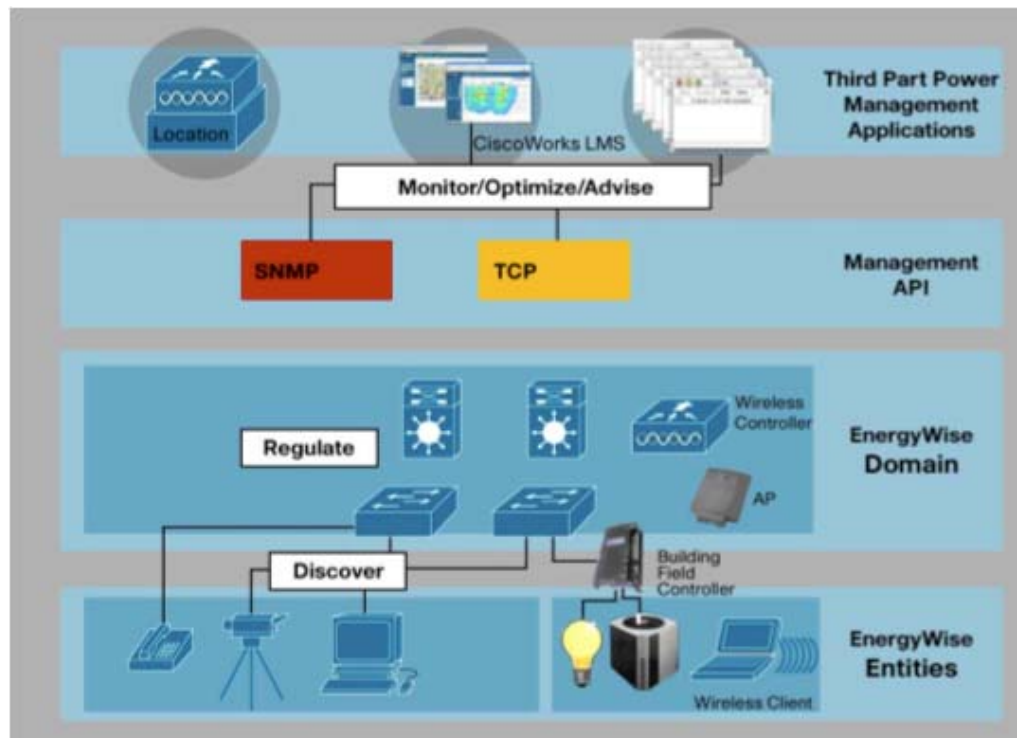 Location
CiscoWorks LMS
Third Part Power
Management
Applications
Monitor/Optimize/Advise
SNMP
TCP
Management
API
Regulate
Wireless
Controller
EnergyWise
Domain
AP
Discover
Building
Field
Controller
EnergyWise
Entities
Wireless Client